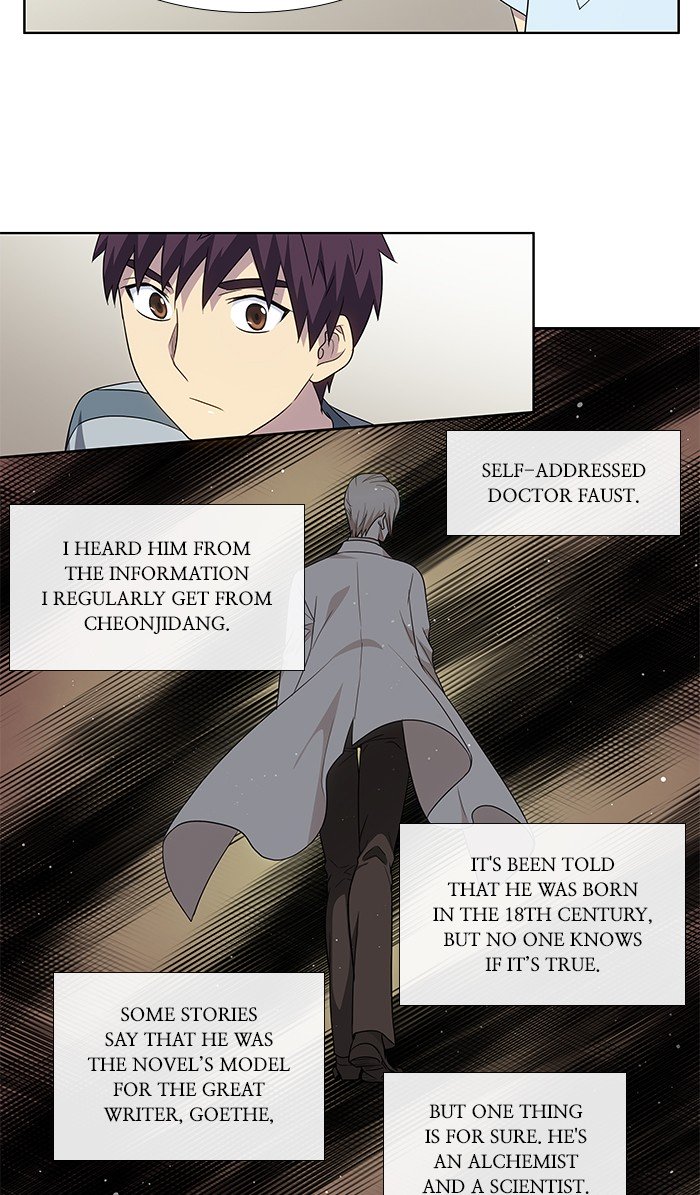 SELF-ADDRESSED
DOCTOR FAUST.
I HEARD HIM FROM
THE INFORMATION
I REGULARLY GET FROM
CHEONJIDANG.
IT'S BEEN TOLD
THAT HE WAS BORN
IN THE 18TH CENTURY,
BUT NO ONE KNOWS
IF IT'S TRUE.
SOME STORIES
SAY THAT HE WAS
THE NOVEL'S MODEL
FOR THE GREAT
WRITER, GOETHE,
BUT ONE THING
IS FOR SURE. HE'S
AN ALCHEMIST
AND A SCIENTIST.